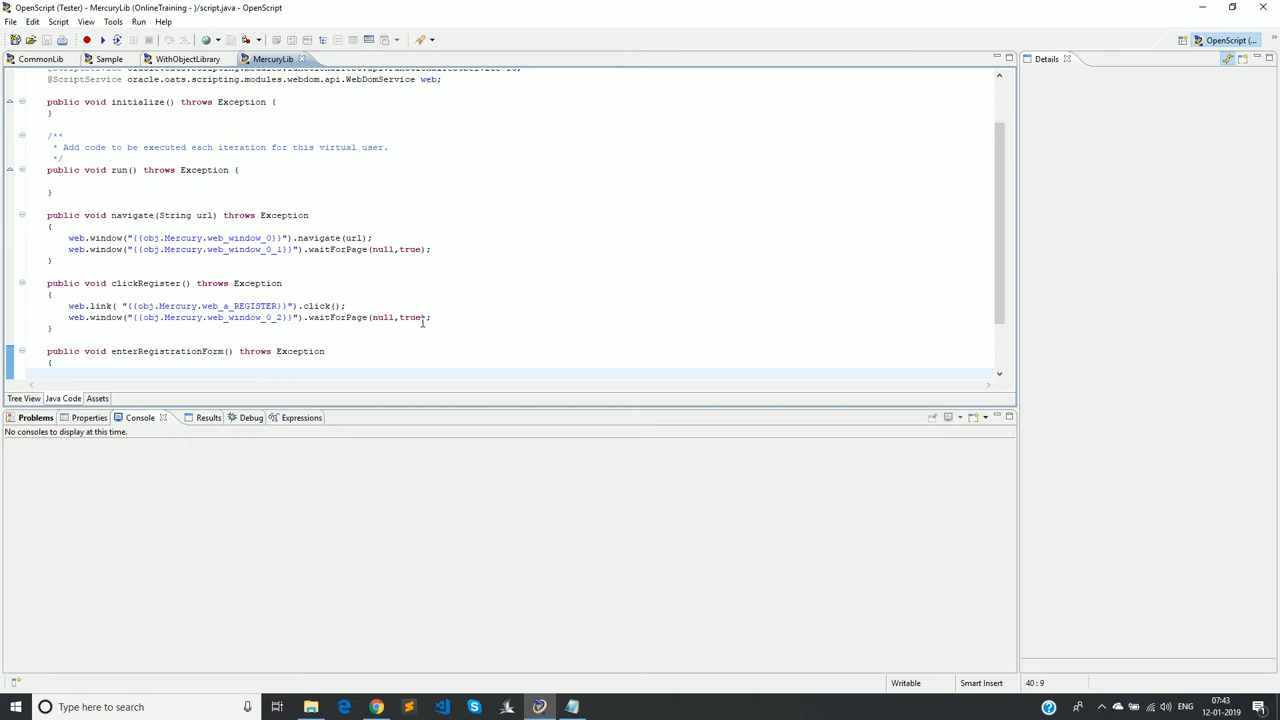 OpenScript (Tester) - MercuryLib (OnlineTraining - )/script.java - OpenScript
File Edit Script View Tools Run Help
OpenScript (...
CommonLib Sample WithObjectLibrary MercuryLib Details
@ScriptService oracle.oats.scripting.modules.webdom.api.WebDomService web;
public void initialize() throws Exception {
}
/**
* Add code to be executed each iteration for this virtual user.
*/
public void run() throws Exception {
}
public void navigate(String url) throws Exception
{
web.window("{{obj.Mercury.web_window_0}}").navigate(url);
web.window("{{obj.Mercury.web_window_0_1}}").waitForPage(null,true);
}
public void clickRegister() throws Exception
{
web.link( "{{obj.Mercury.web_a_REGISTER}}").click();
web.window("{{obj.Mercury.web_window_0_2}}").waitForPage(null,true);
}
public void enterRegistrationForm() throws Exception
{
Tree View Java Code Assets
Problems Properties Console Results Debug Expressions
No consoles to display at this time.
Writable Smart Insert 40 : 9
Type here to search
ENG
07:43
12-01-2019